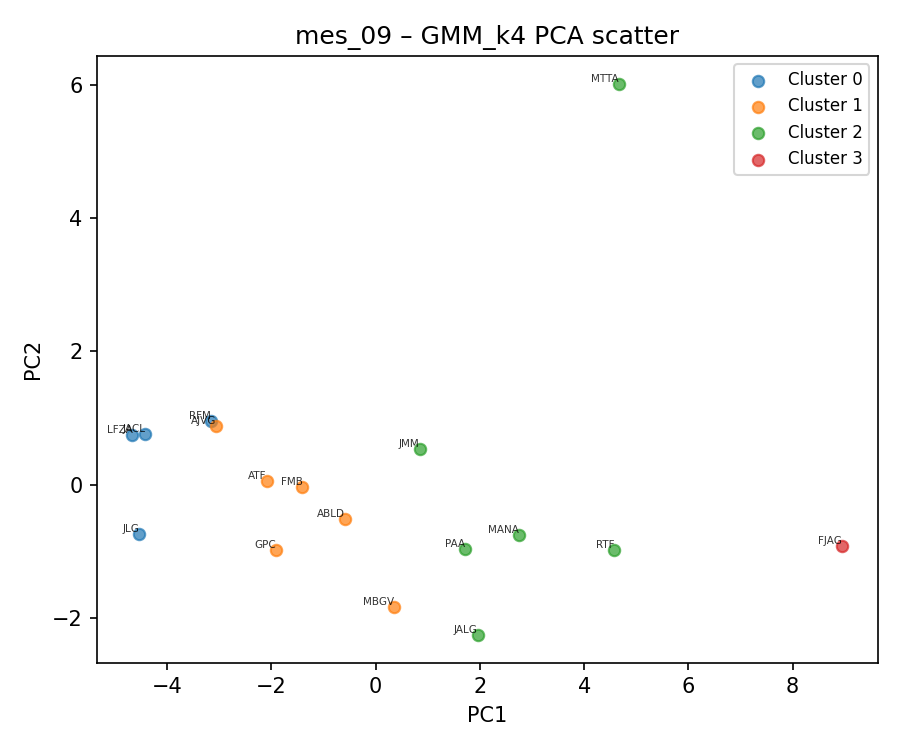 mes_09 – GMM_k4 PCA scatter
MTTA
Cluster 0
Cluster 1
Cluster 2
Cluster 3
6
4
2
0
−2
PC2
RFM
AJVG
JACL
JMM
ATF
FMB
ABLD
JLG
GPC
PAA
MANA
RTF
FJAG
MBGV
JALG
−4
−2
0
2
4
6
8
PC1